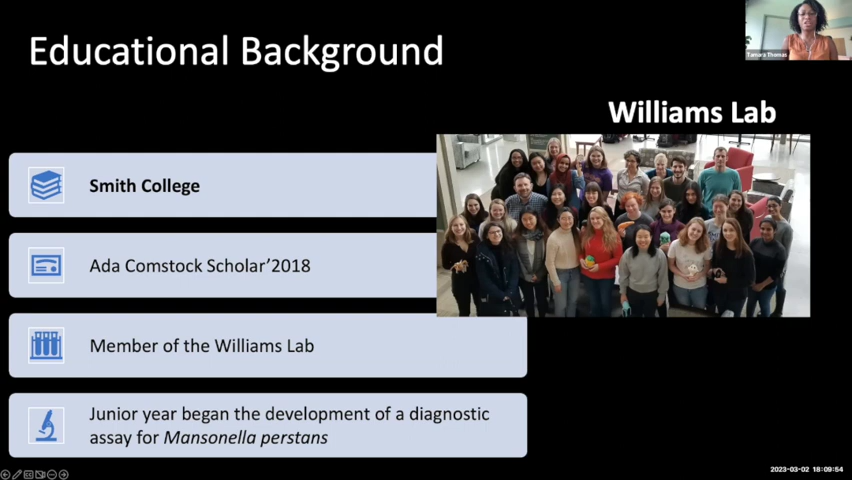 Educational Background
Tamora Thomas
Williams Lab
Smith College
Ada Comstock Scholar’2018
Member of the Williams Lab
Junior year began the development of a diagnostic
assay for Mansonella perstans
2023-03-02 18:09:54